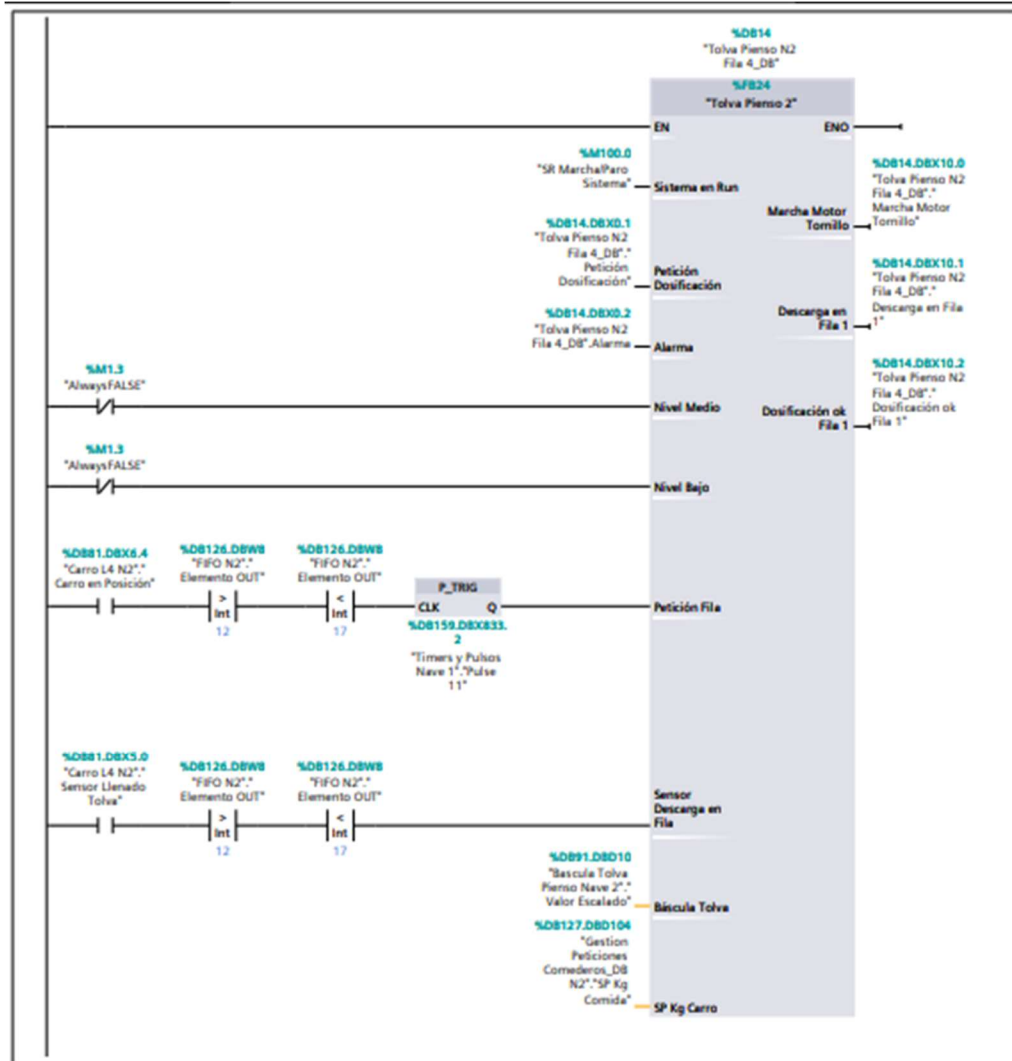 %DB14
"Tolva Pienso N2
Fila 4_DB"
%FB24
"Tolva Pienso 2"
EN
ENO
%M100.0
"SR Marcha/Paro
Sistema"
Sistema en Run
%DB14.DBX10.0
"Tolva Pienso N2
Fila 4_DB"."
Marcha Motor
Tornillo"
Marcha Motor
Tornillo
%DB14.DBX0.1
"Tolva Pienso N2
Fila 4_DB"."
Petición
Dosificación"
Petición
Dosificación
%DB14.DBX10.1
"Tolva Pienso N2
Fila 4_DB"."
Descarga en Fila
1"
Descarga en
Fila 1
%DB14.DBX0.2
"Tolva Pienso N2
Fila 4_DB".Alarma
Alarma
%DB14.DBX10.2
"Tolva Pienso N2
Fila 4_DB"."
Dosificación ok
Fila 1"
Dosificación ok
Fila 1
%M1.3
"AlwaysFALSE"
Nivel Medio
%M1.3
"AlwaysFALSE"
Nivel Bajo
%DB81.DBX6.4
"Carro L4 N2"."
Carro en Posición"
%DB126.DBW8
"FIFO N2"."
Elemento OUT"
>
Int
12
%DB126.DBW8
"FIFO N2"."
Elemento OUT"
<
Int
17
P_TRIG
CLK
Q
%DB159.DBX833.
2
"Timers y Pulsos
Nave 1"."Pulse
11"
Petición Fila
%DB81.DBX5.0
"Carro L4 N2"."
Sensor Llenado
Tolva"
%DB126.DBW8
"FIFO N2"."
Elemento OUT"
>
Int
12
%DB126.DBW8
"FIFO N2"."
Elemento OUT"
<
Int
17
Sensor
Descarga en
Fila
%DB91.DBD10
"Bascula Tolva
Pienso Nave 2"."
Valor Escalado"
Báscula Tolva
%DB127.DBD104
"Gestion
Peticiones
Comederos_DB
N2"."SP Kg
Comida"
SP Kg Carro